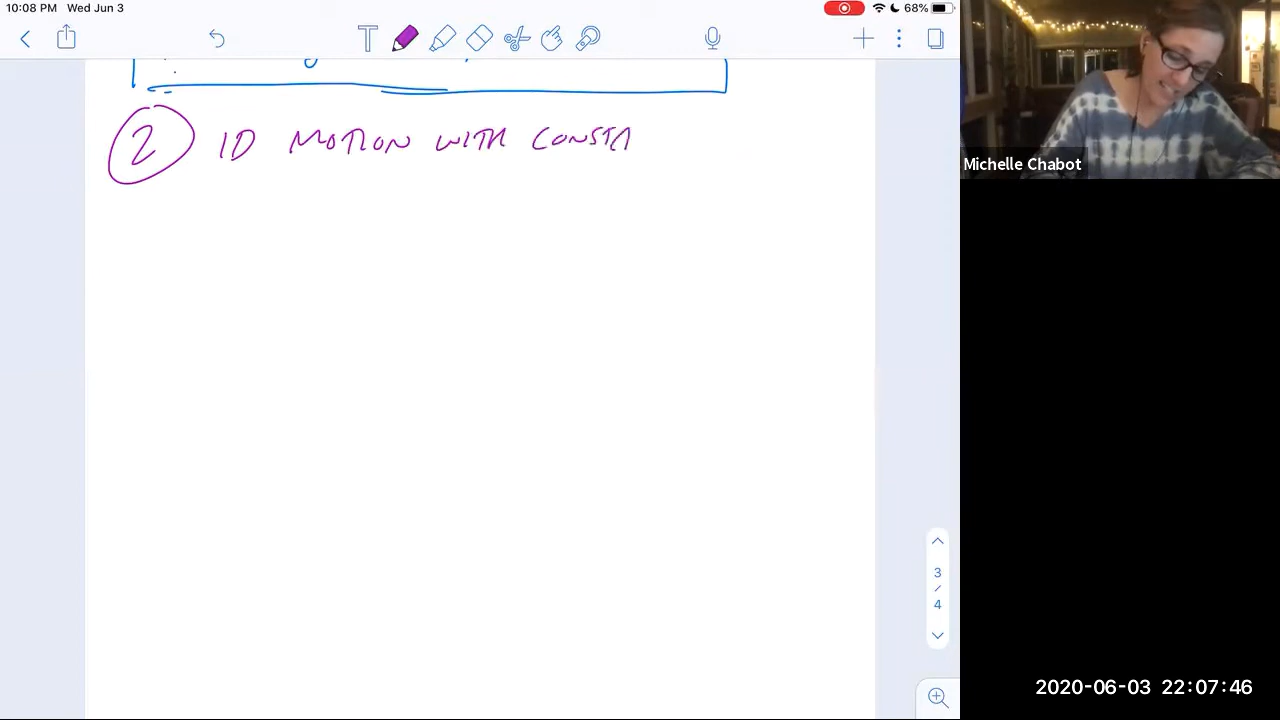 10:08 PM Wed Jun 3
68%
T
2 1D MOTION WITH CONSTA
Michelle Chabot
3
/
4
2020-06-03 22:07:46